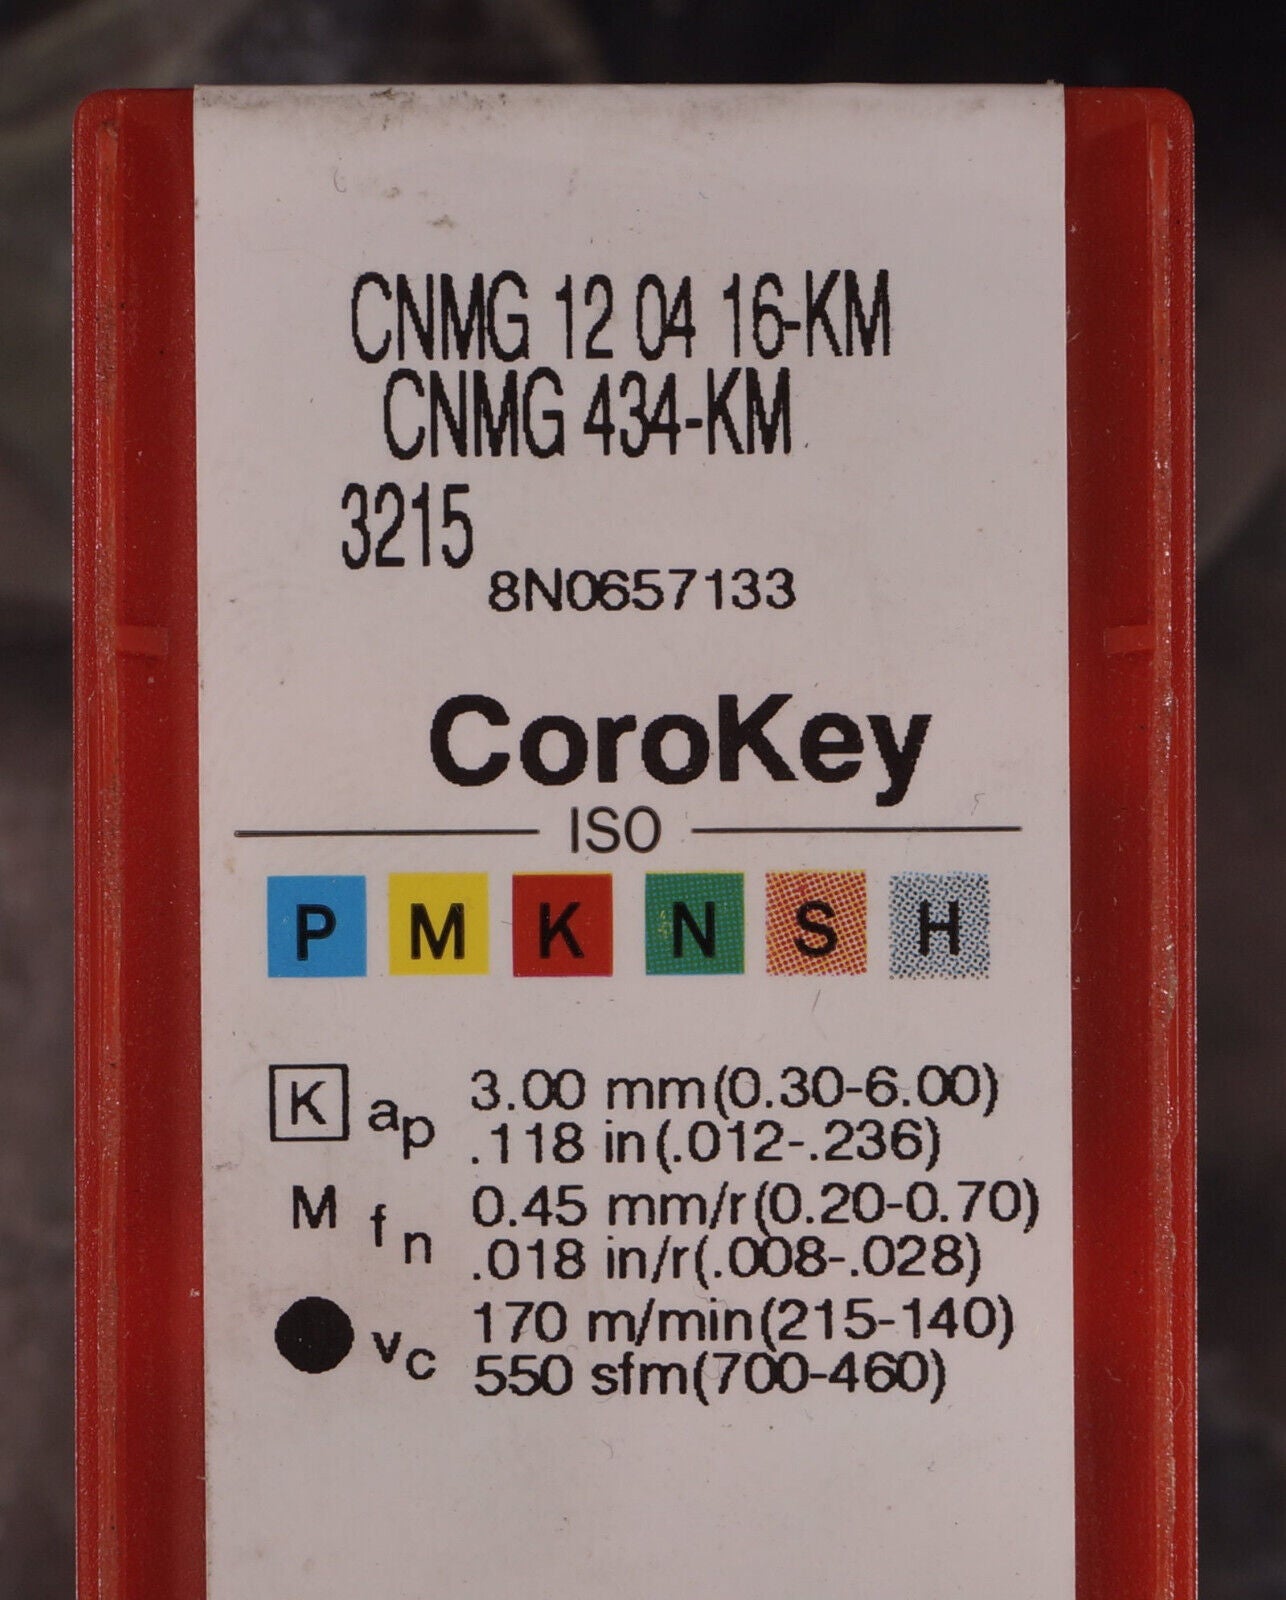 CNMG 12 04 16-KM
CNMG 434-KM
3215
8N0657133
CoroKey
ISO
P M K N S H
K ap 3.00 mm(0.30-6.00)
.118 in(.012-.236)
M fn 0.45 mm/r(0.20-0.70)
.018 in/r(.008-.028)
vc 170 m/min(215-140)
550 sfm(700-460)